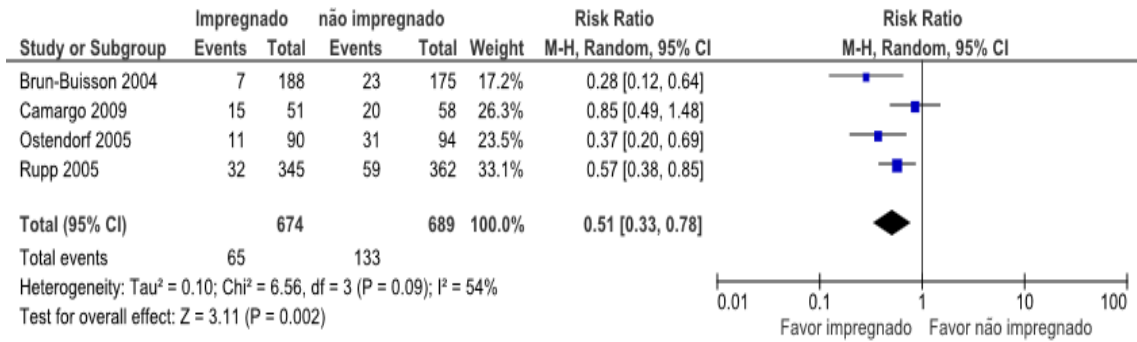 Impregnado não impregnado Risk Ratio Risk Ratio
Study or Subgroup Events Total Events Total Weight M-H, Random, 95% CI M-H, Random, 95% CI
Brun-Buisson 2004 7 188 23 175 17.2% 0.28 [0.12, 0.64]
Camargo 2009 15 51 20 58 26.3% 0.85 [0.49, 1.48]
Ostendorf 2005 11 90 31 94 23.5% 0.37 [0.20, 0.69]
Rupp 2005 32 345 59 362 33.1% 0.57 [0.38, 0.85]
Total (95% CI) 674 689 100.0% 0.51 [0.33, 0.78]
Total events 65 133
Heterogeneity: Tau² = 0.10; Chi² = 6.56, df = 3 (P = 0.09); I² = 54%
Test for overall effect: Z = 3.11 (P = 0.002)
0.01 0.1 1 10 100
Favor impregnado Favor não impregnado